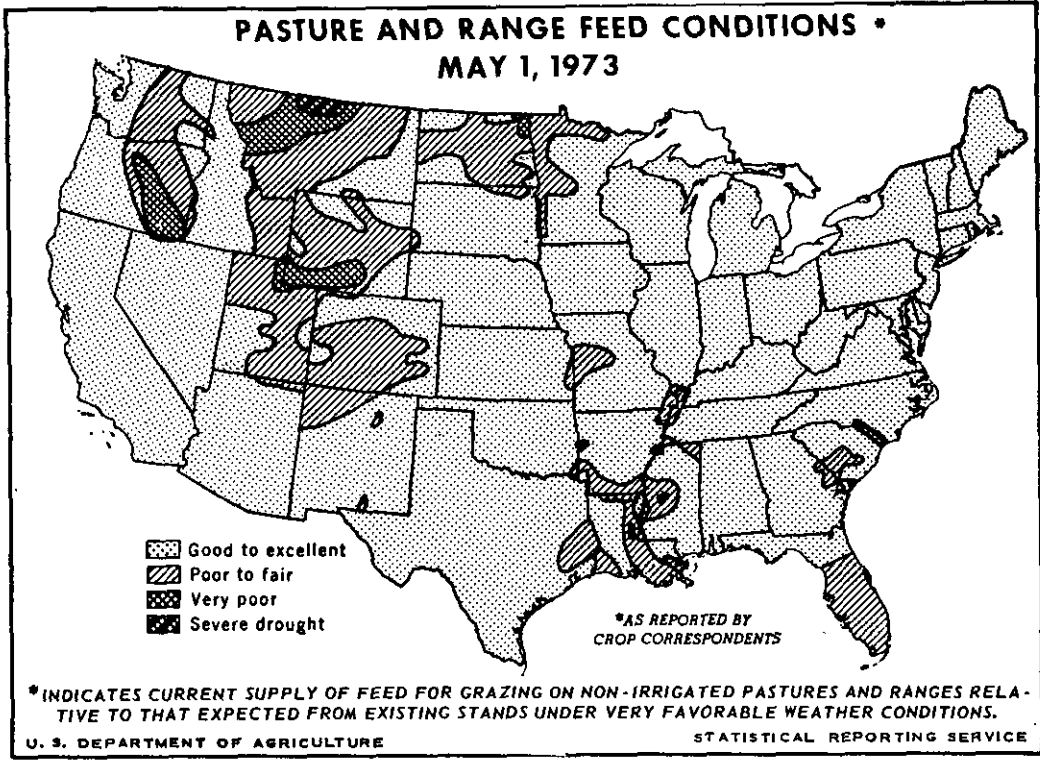 PASTURE AND RANGE FEED CONDITIONS *
MAY 1, 1973
Good to excellent
Poor to fair
Very poor
Severe drought
*AS REPORTED BY
CROP CORRESPONDENTS
*INDICATES CURRENT SUPPLY OF FEED FOR GRAZING ON NON-IRRIGATED PASTURES AND RANGES RELA-
TIVE TO THAT EXPECTED FROM EXISTING STANDS UNDER VERY FAVORABLE WEATHER CONDITIONS.
U. S. DEPARTMENT OF AGRICULTURE
STATISTICAL REPORTING SERVICE